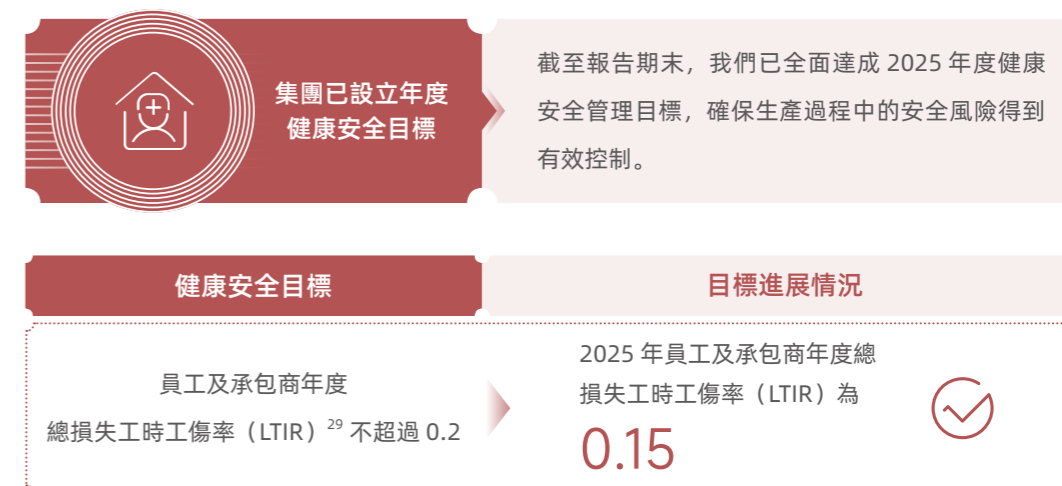 集團已設立年度
健康安全目標
截至報告期末，我們已全面達成 2025 年度健康
安全管理目標，確保生產過程中的安全風險得到
有效控制。
健康安全目標
目標進展情況
員工及承包商年度
總損失工時工傷率（LTIR）29 不超過 0.2
2025 年員工及承包商年度總
損失工時工傷率（LTIR）為
0.15